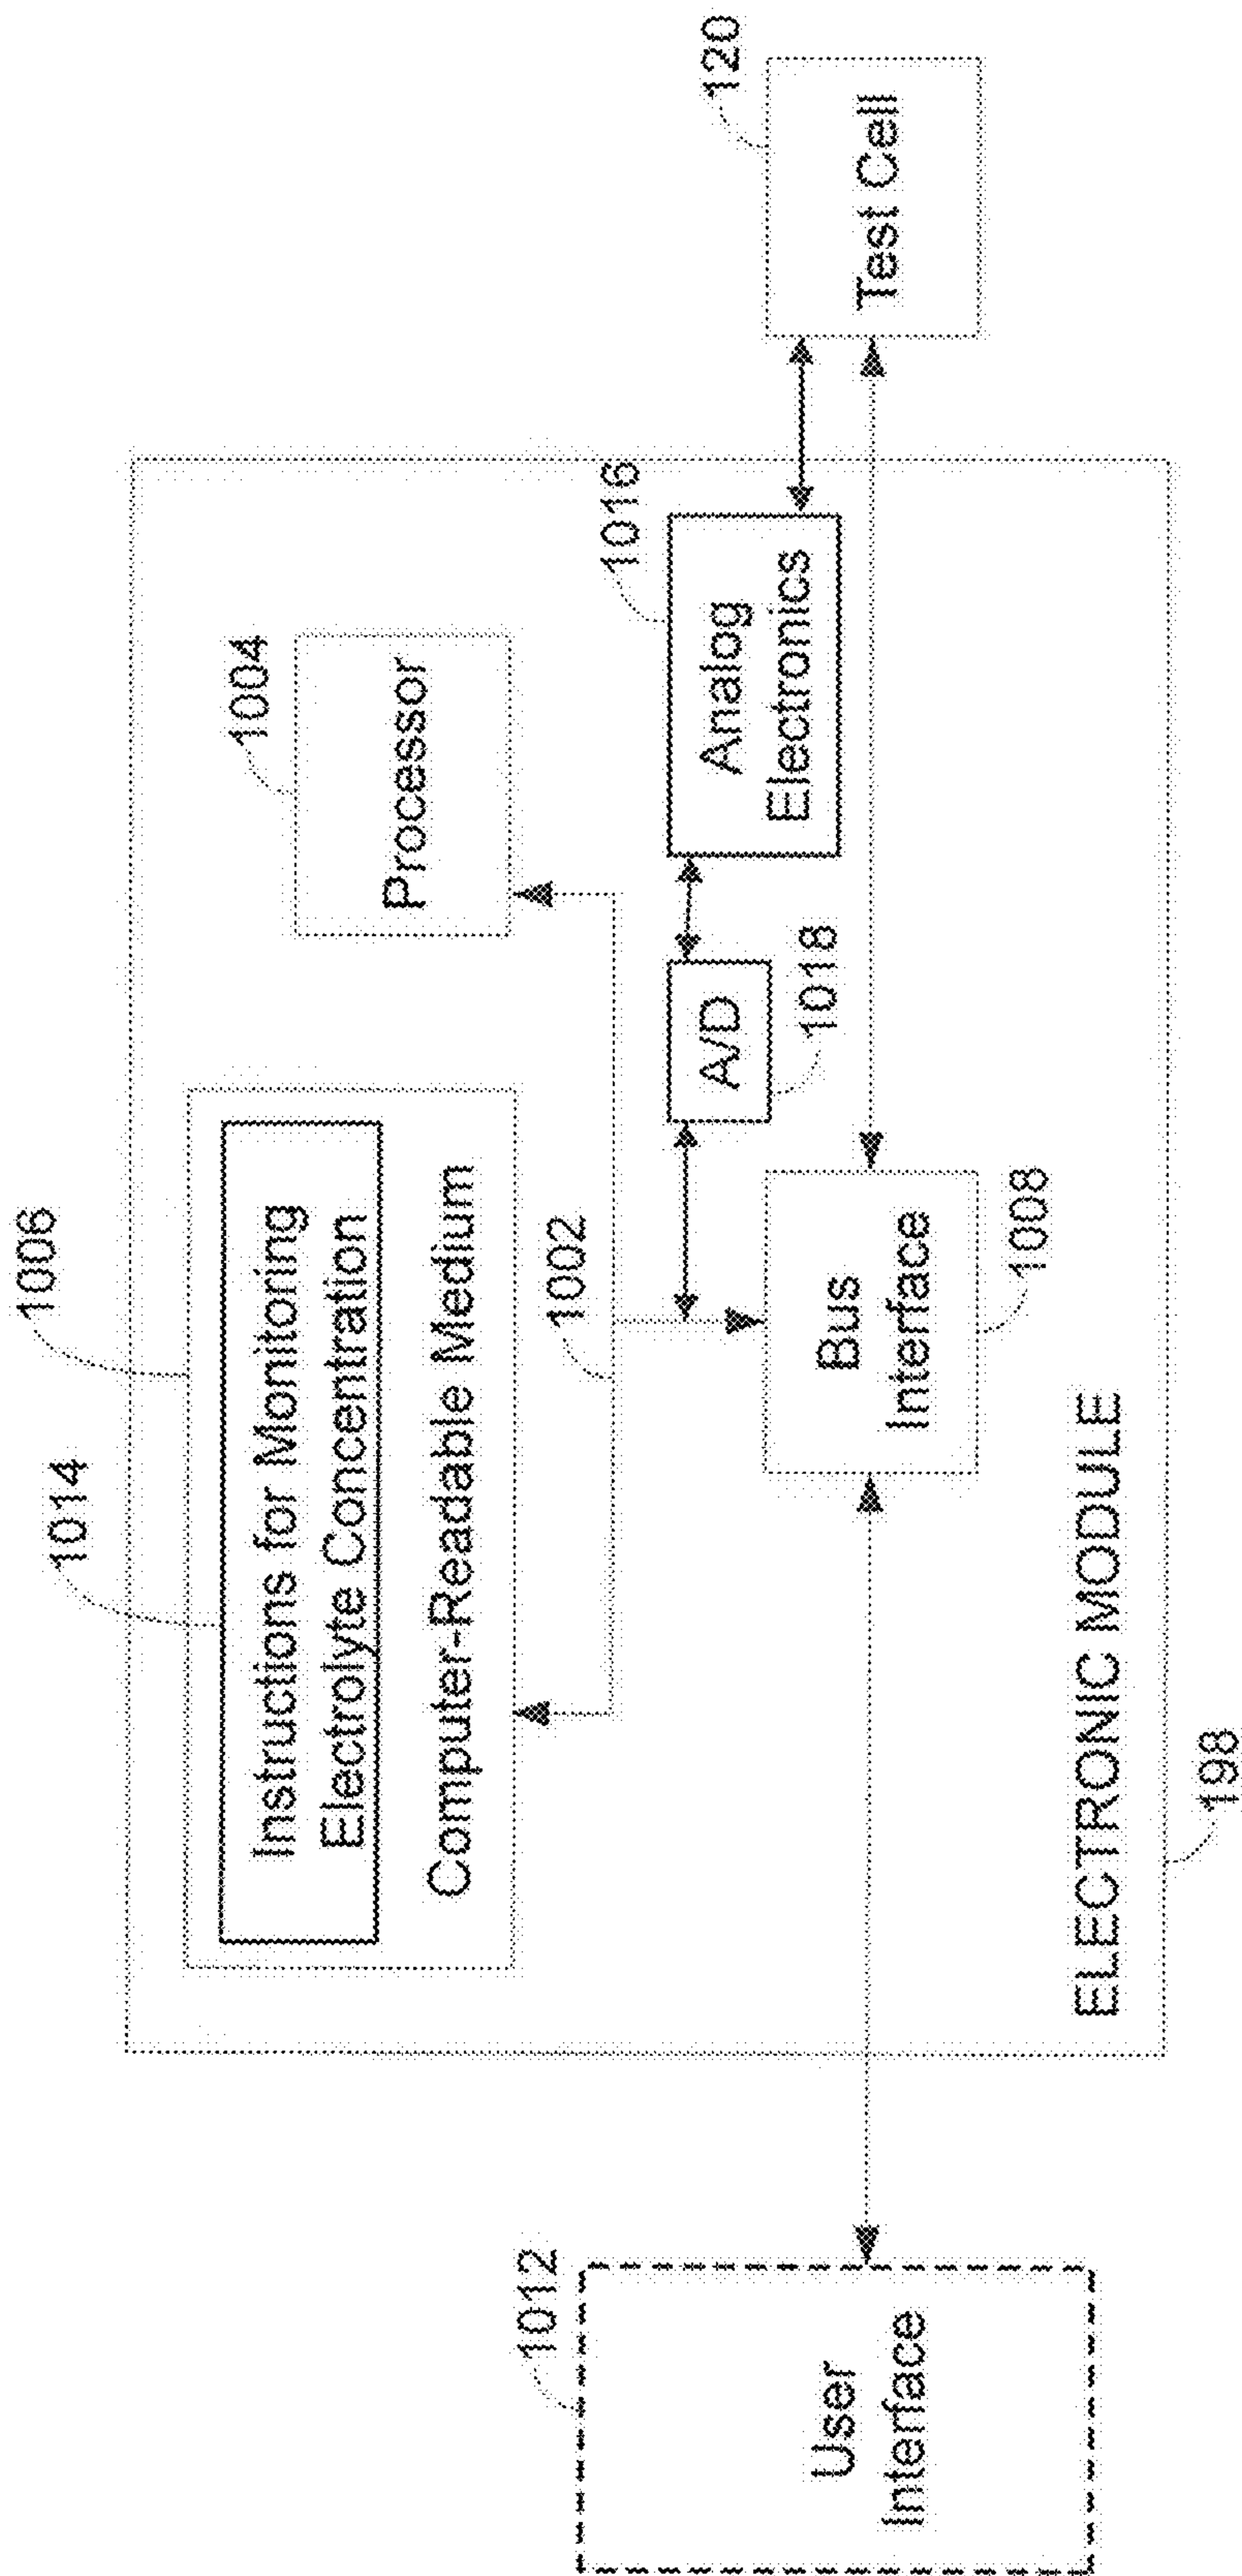 1006
1014
Instructions for Monitoring
Electrolyte Concentration
Computer-Readable Medium
1004
Processor
1002
1012
User
Interface
Bus
Interface
1008
A/D
1018
1016
Analog
Electronics
120
Test Cell
ELECTRONIC MODULE
198